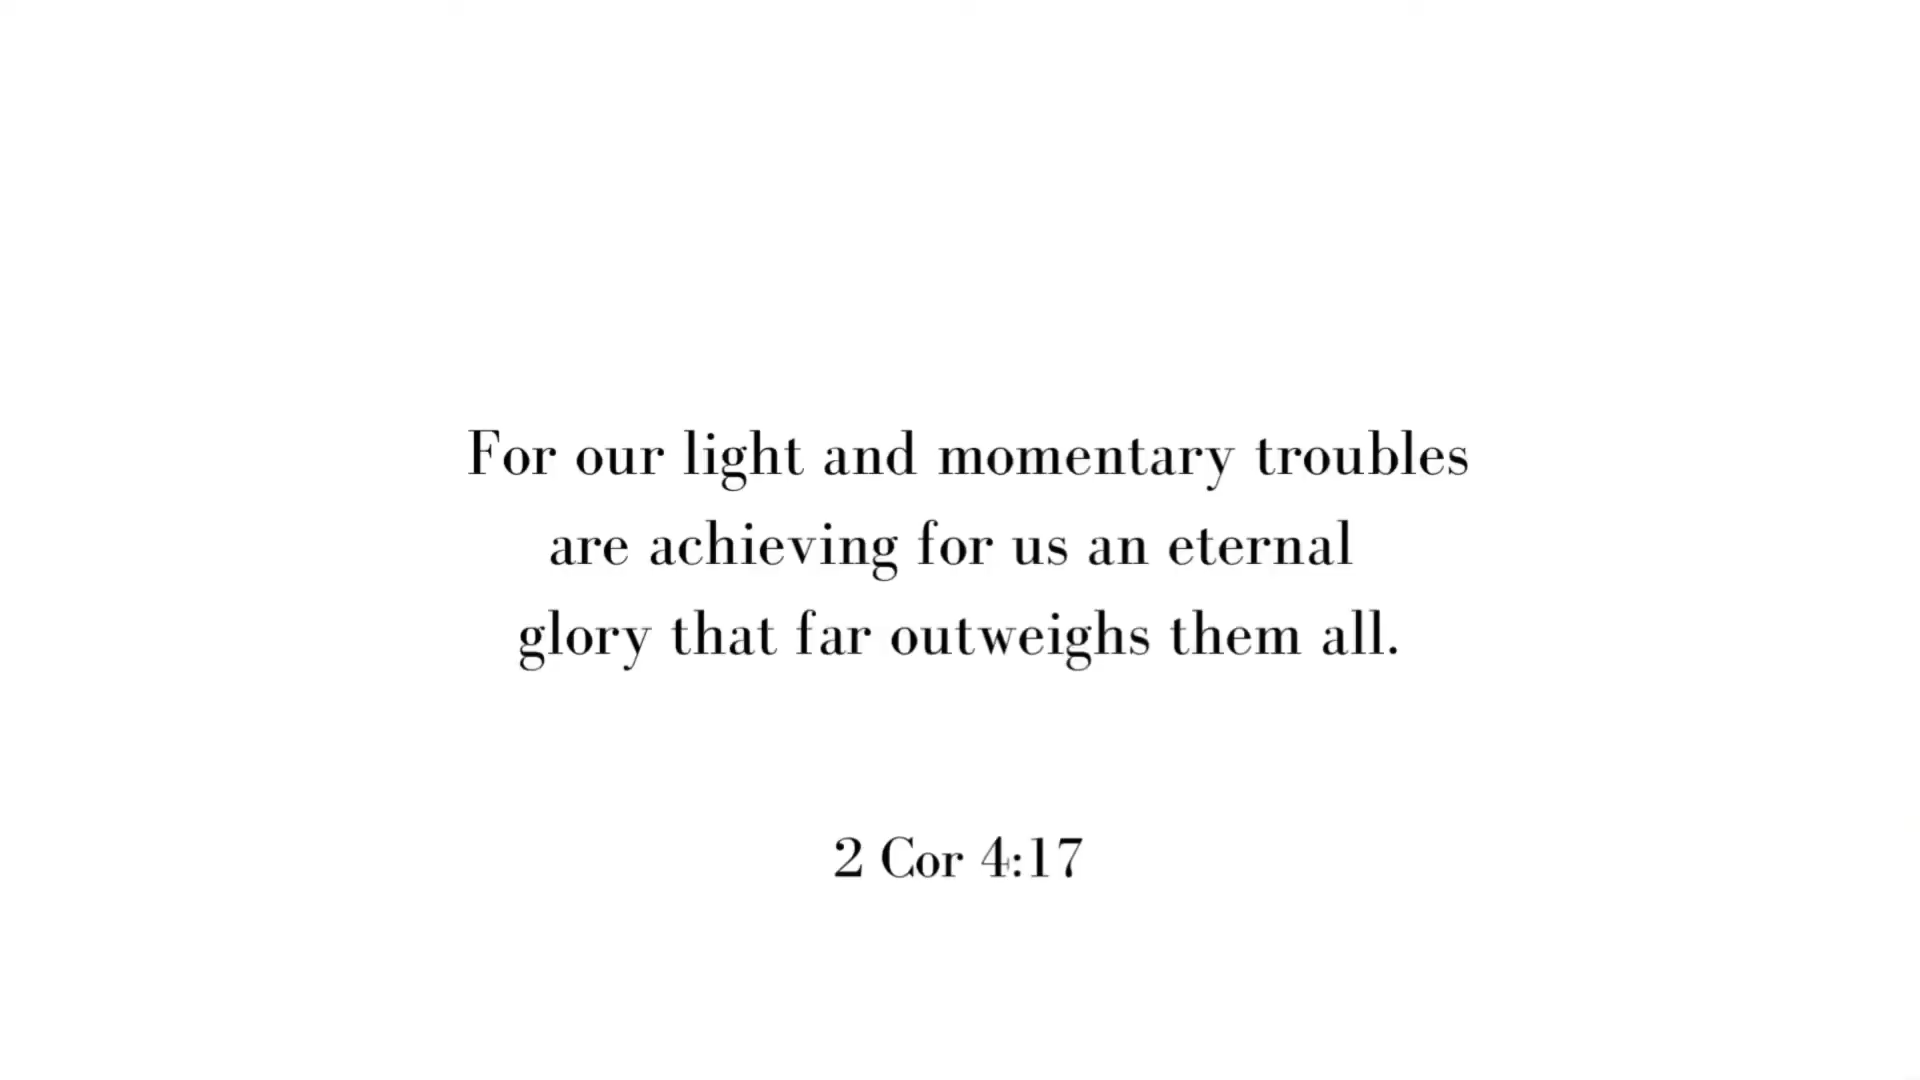 For our light and momentary troubles
are achieving for us an eternal
glory that far outweighs them all.
2 Cor 4:17